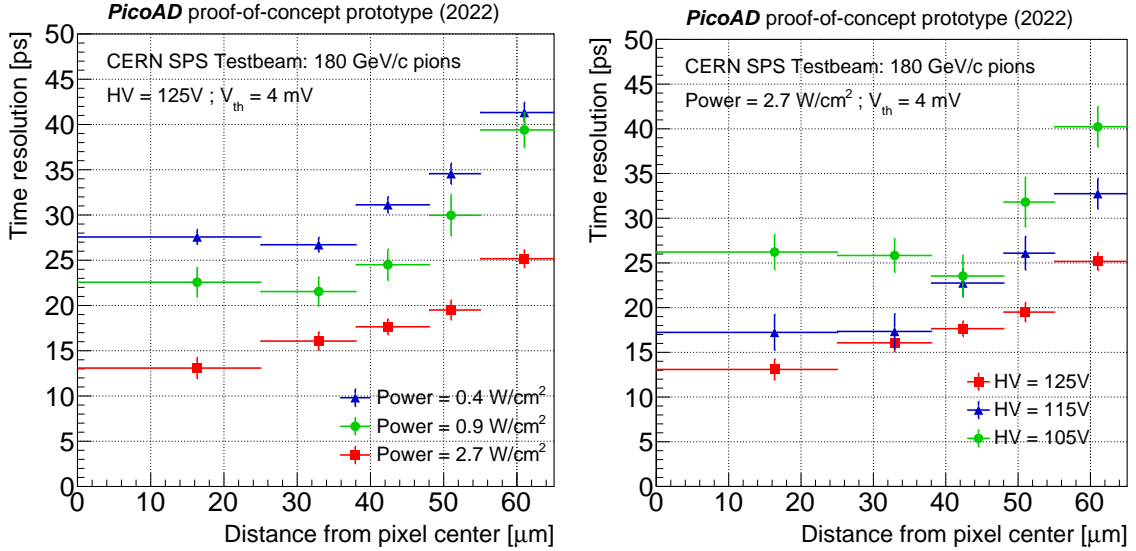 PicoAD proof-of-concept prototype (2022)
Time resolution [ps]
50
45
40
35
30
25
20
15
10
5
0
CERN SPS Testbeam: 180 GeV/c pions
HV = 125V ; Vth = 4 mV
Power = 0.4 W/cm²
Power = 0.9 W/cm²
Power = 2.7 W/cm²
0 10 20 30 40 50 60
Distance from pixel center [μm]
PicoAD proof-of-concept prototype (2022)
Time resolution [ps]
50
45
40
35
30
25
20
15
10
5
0
CERN SPS Testbeam: 180 GeV/c pions
Power = 2.7 W/cm² ; Vth = 4 mV
HV = 125V
HV = 115V
HV = 105V
0 10 20 30 40 50 60
Distance from pixel center [μm]